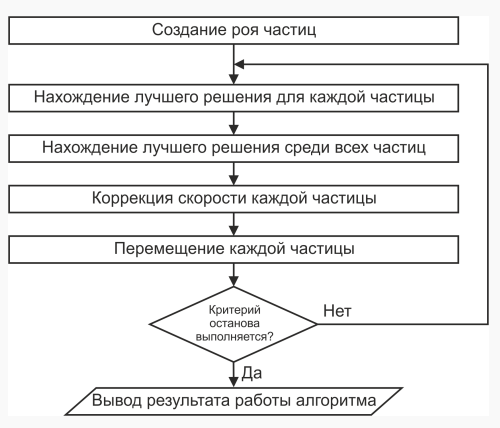 Создание роя частиц
Нахождение лучшего решения для каждой частицы
Нахождение лучшего решения среди всех частиц
Коррекция скорости каждой частицы
Перемещение каждой частицы
Критерий
останова
выполняется?
Нет
Да
Вывод результата работы алгоритма